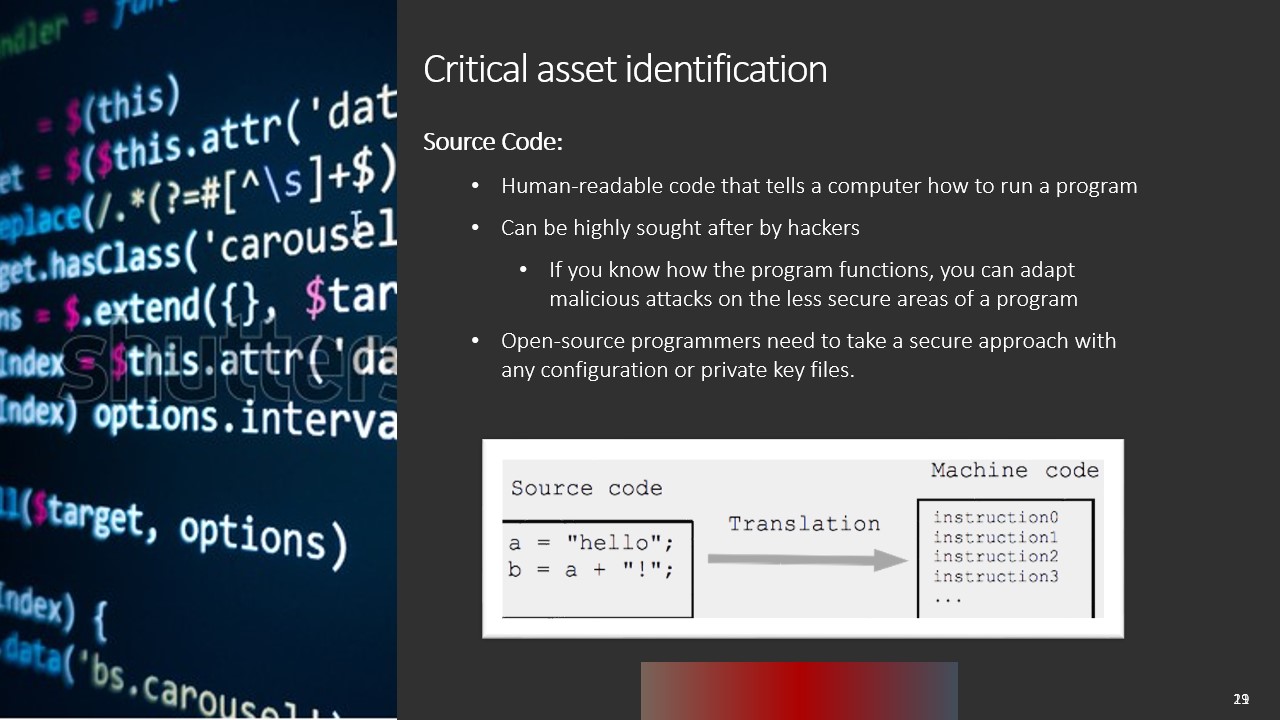 ndler = func
= $(this)
et = $($this.attr('dat
eplace(/.*(?=#[^\s]+$)
get.hasClass('carousel
ns = $.extend({}, $tar
Index = $this.attr('da
Index) options.interva
ll($target, options)
Index) {
.data('bs.carousel')
shutters
Critical asset identification
Source Code:
• Human-readable code that tells a computer how to run a program
• Can be highly sought after by hackers
• If you know how the program functions, you can adapt
malicious attacks on the less secure areas of a program
• Open-source programmers need to take a secure approach with
any configuration or private key files.
Source code
a = "hello";
b = a + "!";
Translation
Machine code
instruction0
instruction1
instruction2
instruction3
...